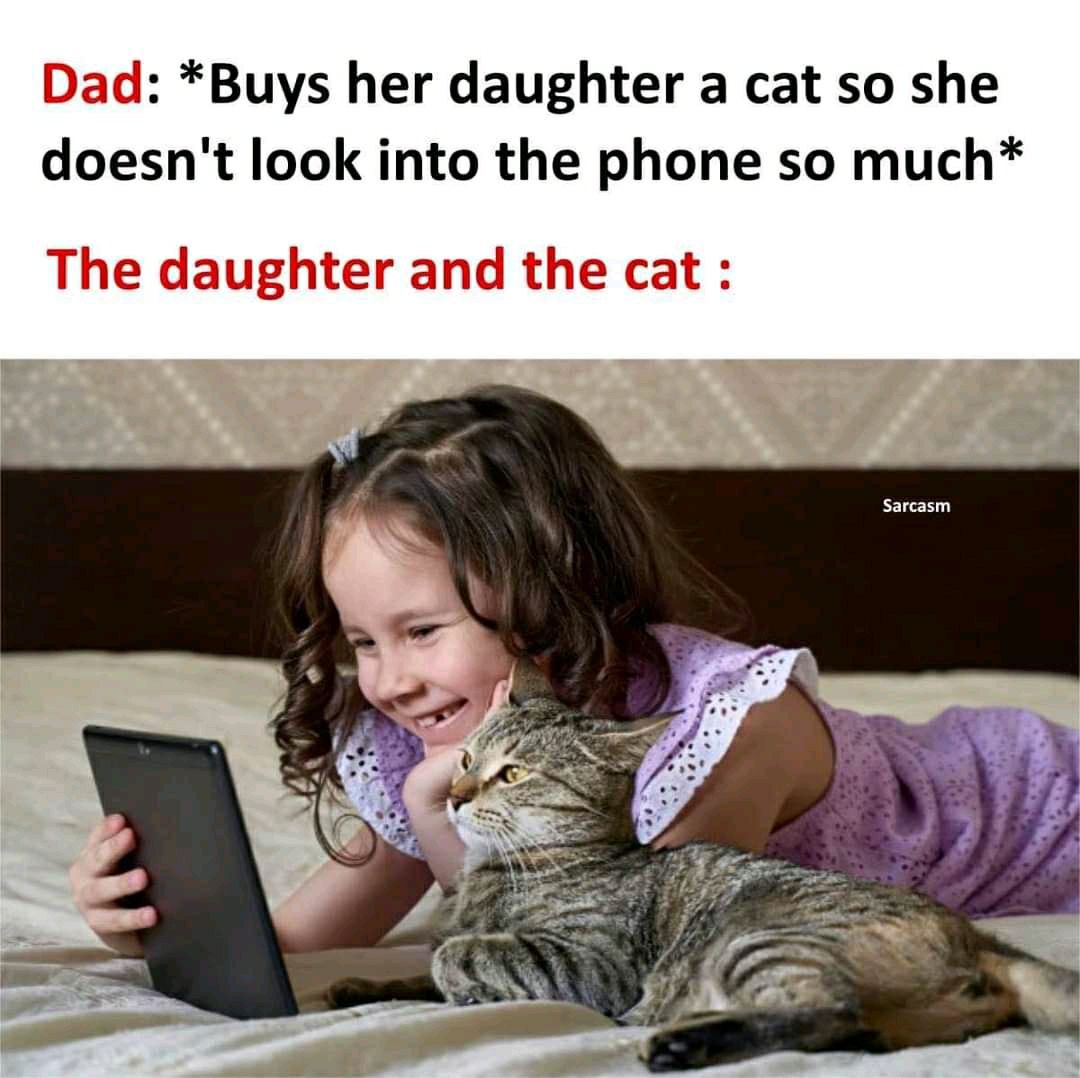 Dad: *Buys her daughter a cat so she
doesn't look into the phone so much*
The daughter and the cat :
Sarcasm